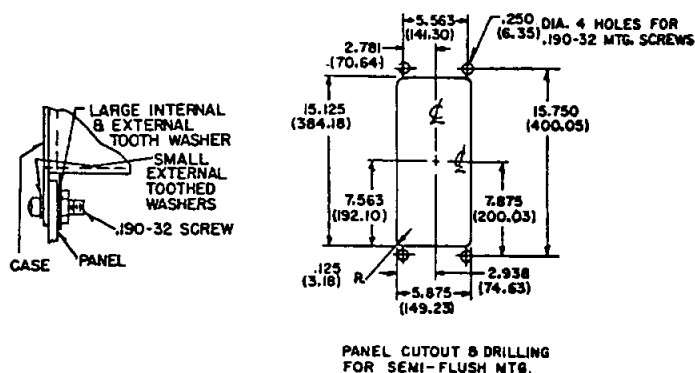 LARGE INTERNAL
& EXTERNAL
TOOTH WASHER
SMALL
EXTERNAL
TOOTHED
WASHERS
.190-32 SCREW
CASE
PANEL
5.563
(141.30)
.250
(6.35)
DIA. 4 HOLES FOR
.190-32 MTG. SCREWS
2.781
(70.64)
15.125
(384.18)
15.750
(400.05)
℄
℄
7.563
(192.10)
7.875
(200.03)
.125
(3.18)
R
2.938
(74.63)
5.875
(149.23)
PANEL CUTOUT & DRILLING
FOR SEMI-FLUSH MTG.